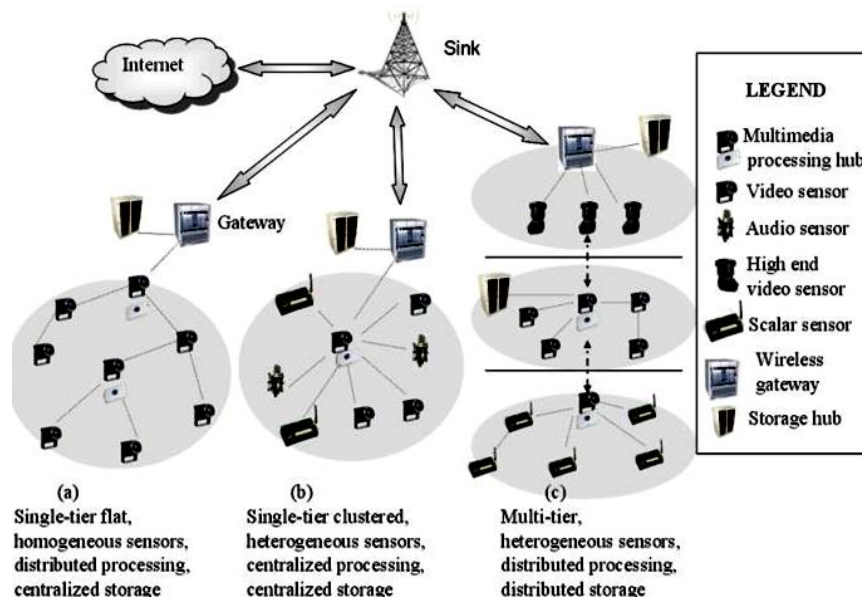 Internet
Sink
Gateway
LEGEND
Multimedia
processing hub
Video sensor
Audio sensor
High end
video sensor
Scalar sensor
Wireless
gateway
Storage hub
(a)
Single-tier flat,
homogeneous sensors,
distributed processing,
centralized storage
(b)
Single-tier clustered,
heterogeneous sensors,
centralized processing,
centralized storage
(c)
Multi-tier,
heterogeneous sensors,
distributed processing,
distributed storage